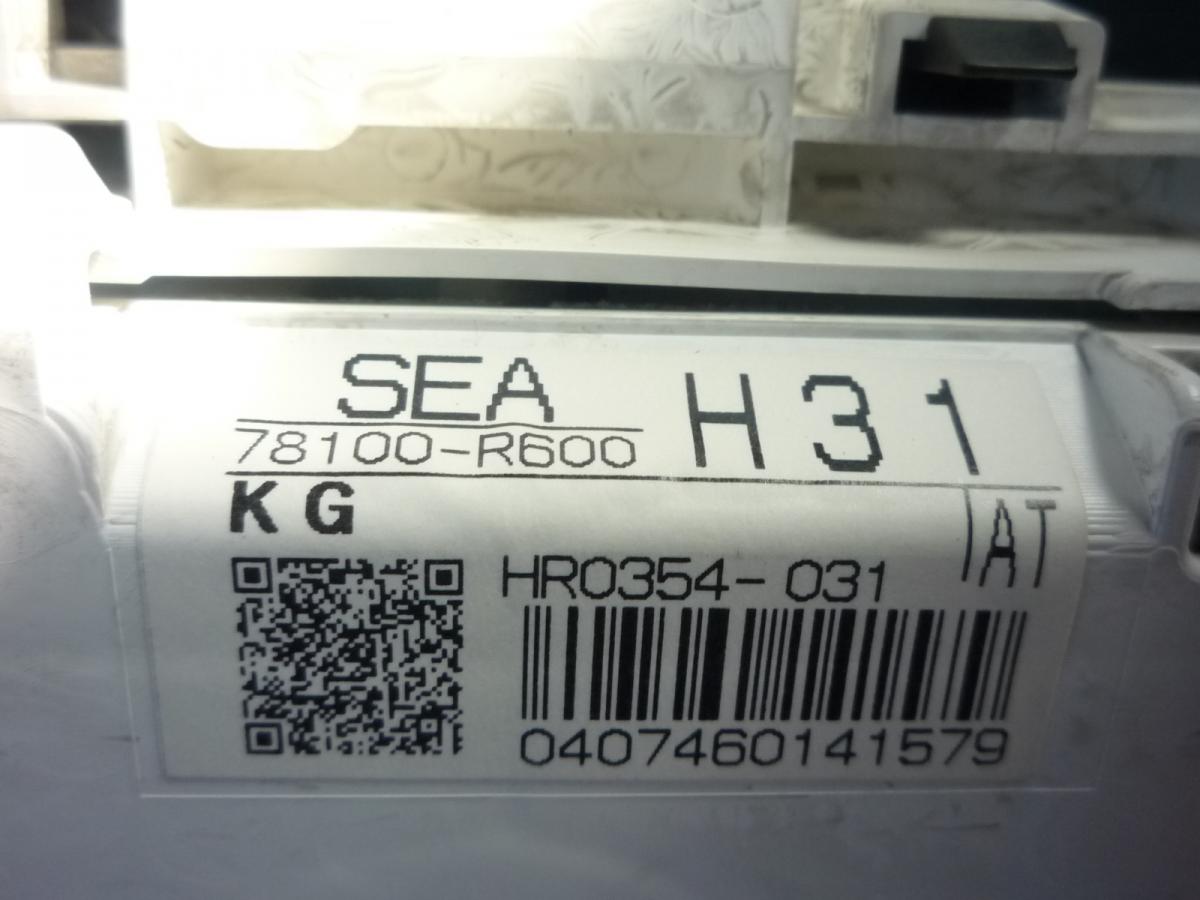 SEA H31
78100-R600
KG
AT
HR0354-031
0407460141579